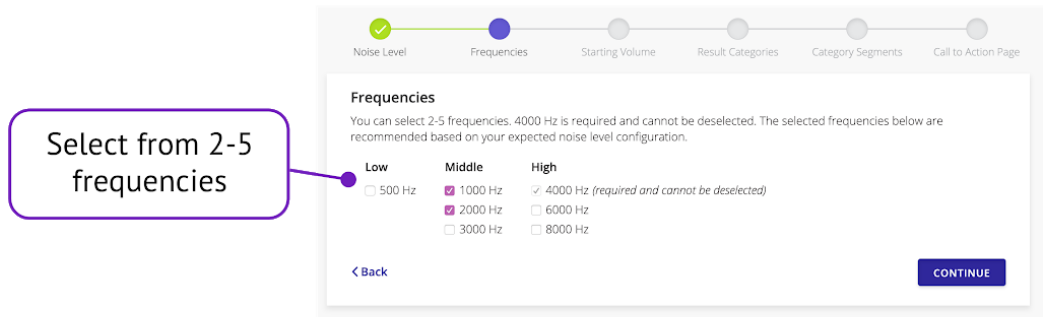 Noise Level Frequencies Starting Volume Result Categories Category Segments Call to Action Page
Frequencies
You can select 2-5 frequencies. 4000 Hz is required and cannot be deselected. The selected frequencies below are
recommended based on your expected noise level configuration.
Select from 2-5
frequencies
Low Middle High
500 Hz 1000 Hz 4000 Hz (required and cannot be deselected)
2000 Hz 6000 Hz
3000 Hz 8000 Hz
Back CONTINUE